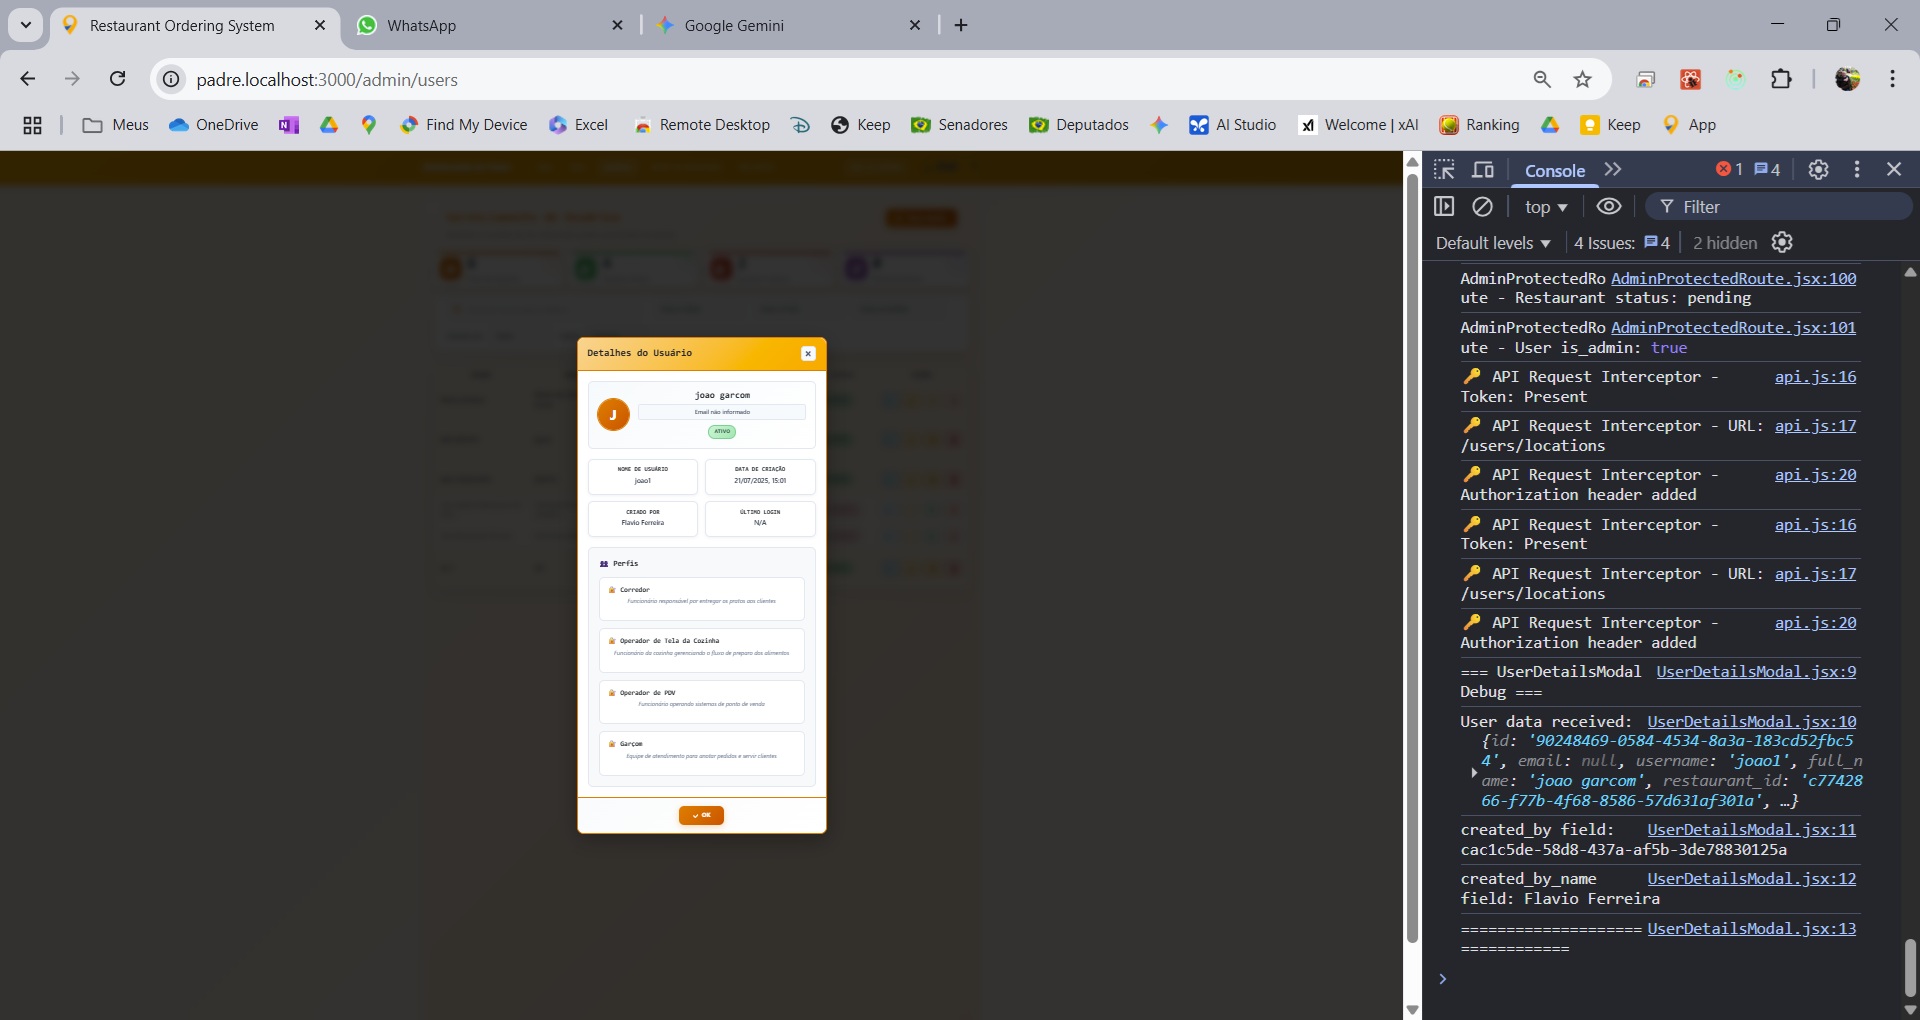 Restaurant Ordering System
WhatsApp
Google Gemini
padre.localhost:3000/admin/users
Meus
OneDrive
Find My Device
Excel
Remote Desktop
Keep
Senadores
Deputados
AI Studio
Welcome | xAI
Ranking
Keep
App
Detalhes do Usuário
J
joao garcom
Email não informado
ATIVO
NOME DE USUÁRIO
joao1
DATA DE CRIAÇÃO
21/07/2025, 15:01
CRIADO POR
Flavio Ferreira
ÚLTIMO LOGIN
N/A
Perfis
Corredor
Funcionário responsável por entregar os pratos aos clientes
Operador de Tela da Cozinha
Funcionário da cozinha gerenciando o fluxo de preparo dos alimentos
Operador de PDV
Funcionário operando sistemas de ponto de venda
Garçom
Equipe de atendimento para anotar pedidos e servir clientes
OK
Console
1
4
top
Filter
Default levels
4 Issues:
4
2 hidden
AdminProtectedRo AdminProtectedRoute.jsx:100
ute - Restaurant status: pending
AdminProtectedRo AdminProtectedRoute.jsx:101
ute - User is_admin: true
🔑 API Request Interceptor - api.js:16
Token: Present
🔑 API Request Interceptor - URL: api.js:17
/users/locations
🔑 API Request Interceptor - api.js:20
Authorization header added
🔑 API Request Interceptor - api.js:16
Token: Present
🔑 API Request Interceptor - URL: api.js:17
/users/locations
🔑 API Request Interceptor - api.js:20
Authorization header added
=== UserDetailsModal UserDetailsModal.jsx:9
Debug ===
User data received: UserDetailsModal.jsx:10
{id: '90248469-0584-4534-8a3a-183cd52fbc5
4', email: null, username: 'joao1', full_n
ame: 'joao garcom', restaurant_id: 'c77428
66-f77b-4f68-8586-57d631af301a', …}
created_by field: UserDetailsModal.jsx:11
cac1c5de-58d8-437a-af5b-3de78830125a
created_by_name UserDetailsModal.jsx:12
field: Flavio Ferreira
==================== UserDetailsModal.jsx:13
============